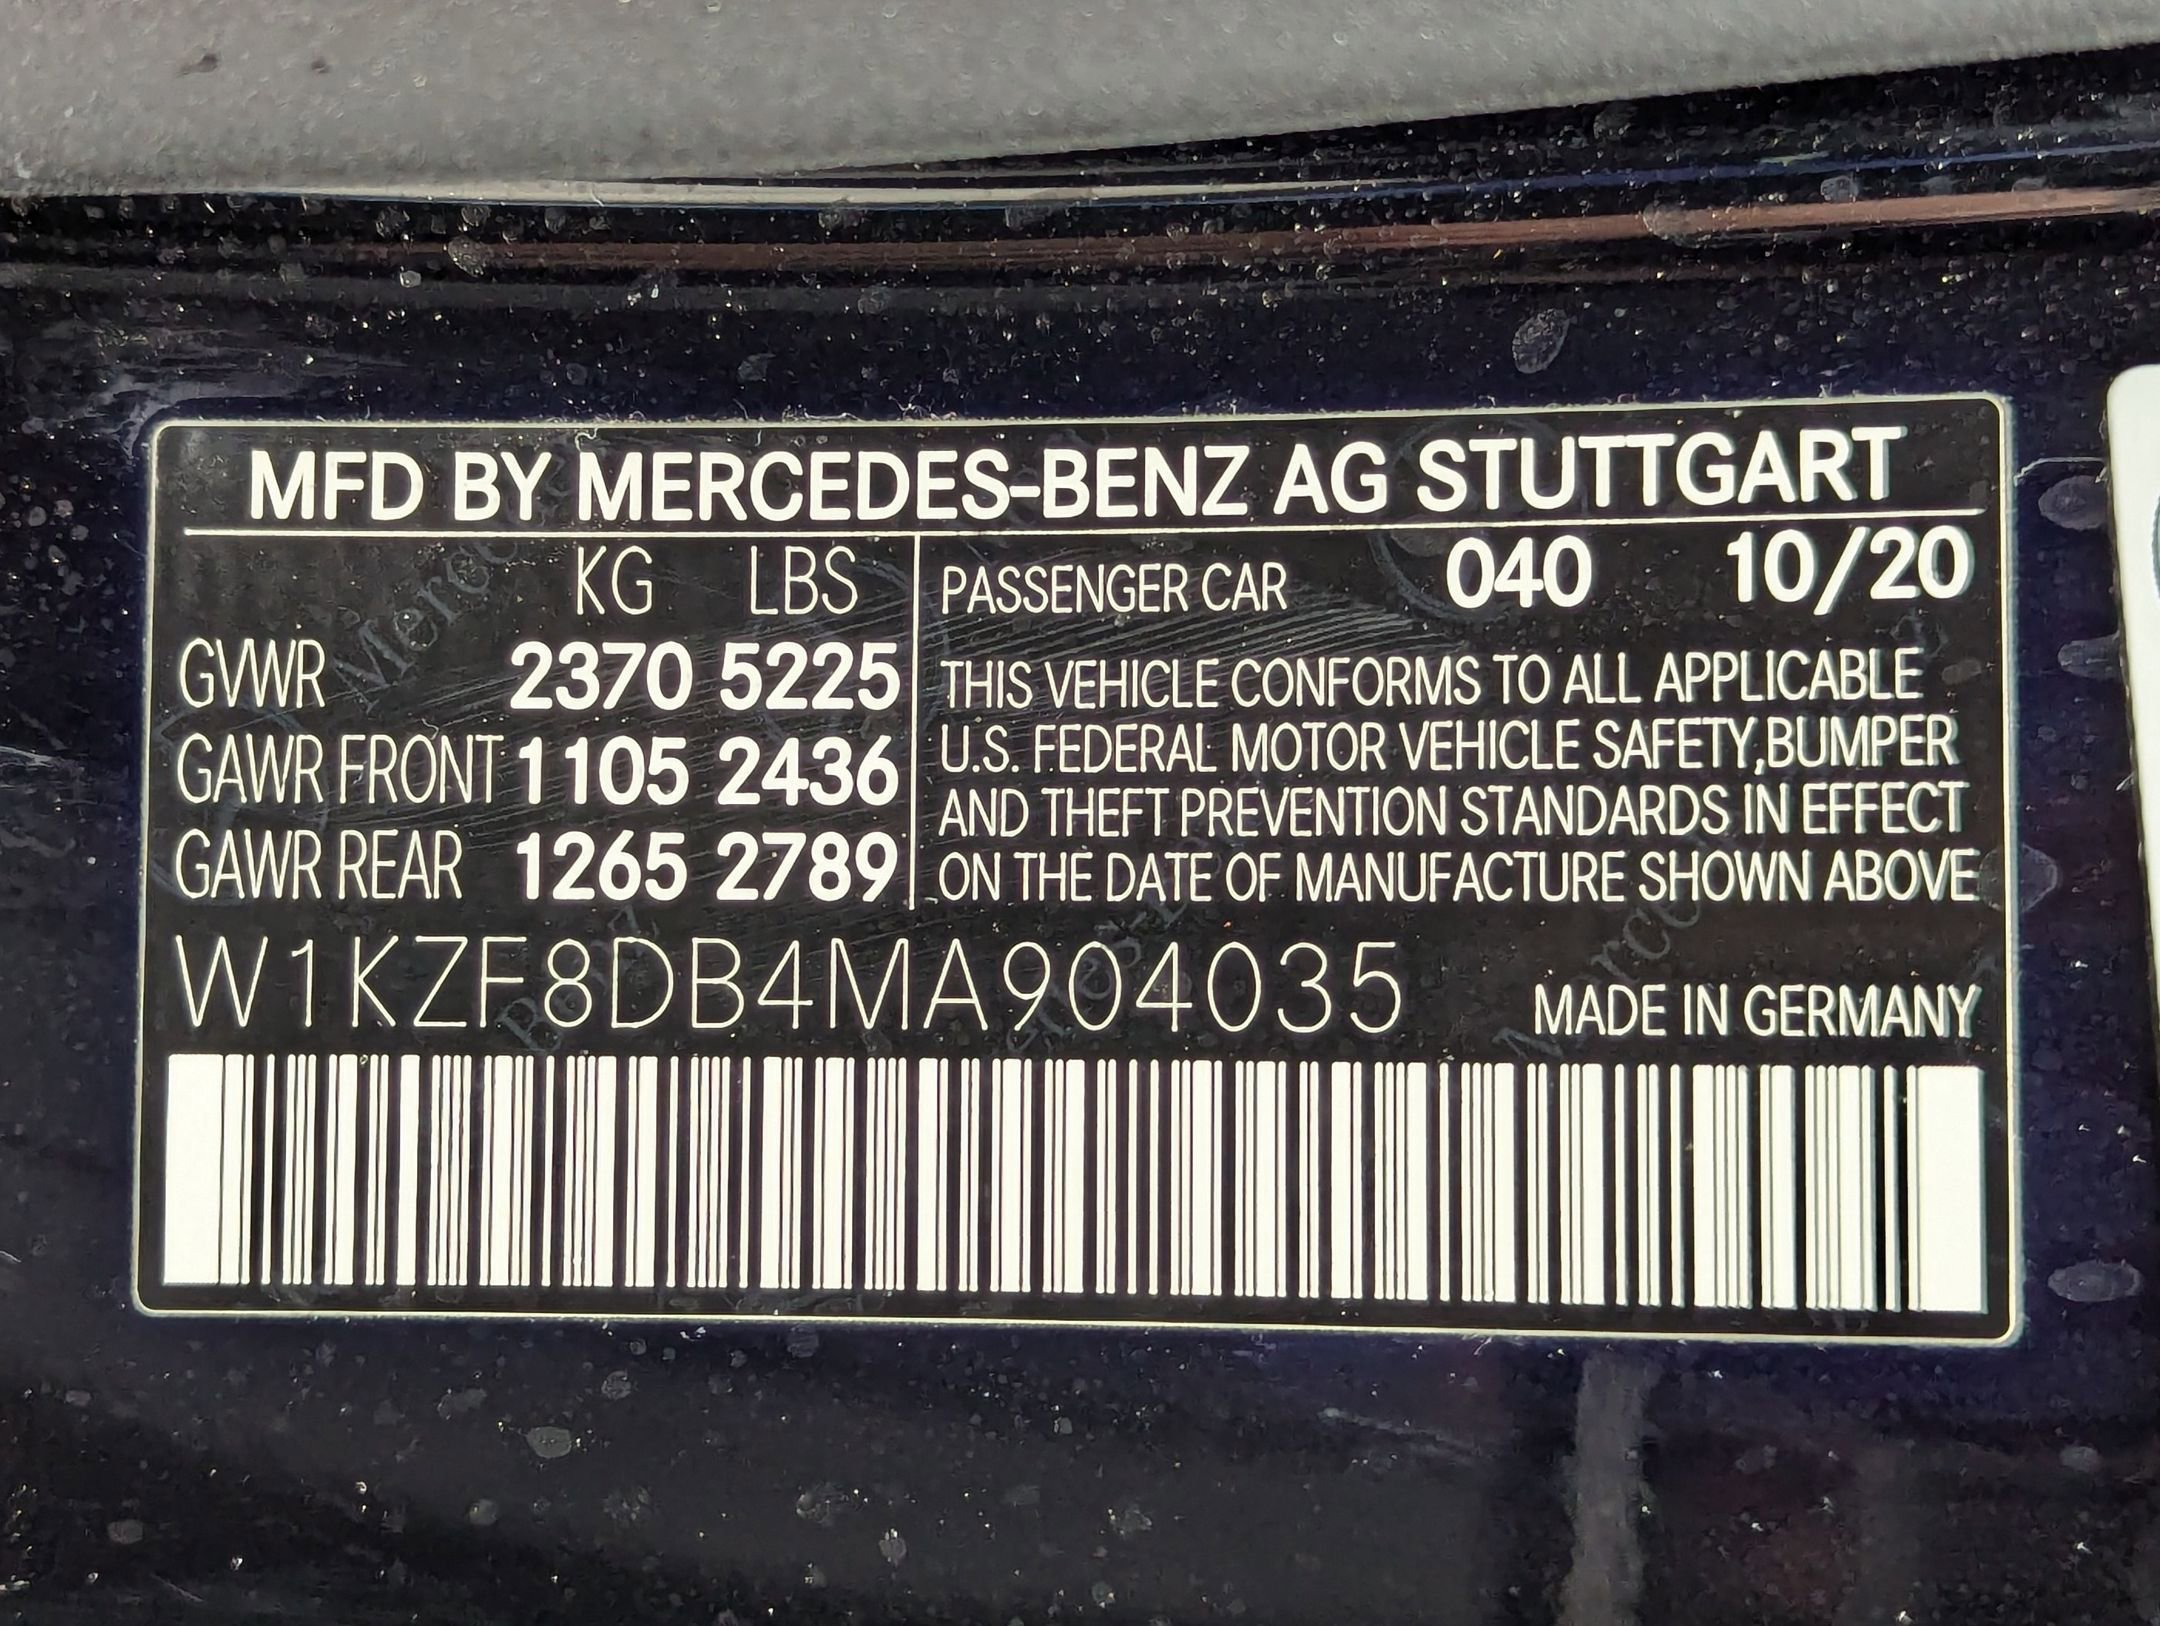 MFD BY MERCEDES-BENZ AG STUTTGART
KG LBS
GVWR 2370 5225
GAWR FRONT 1105 2436
GAWR REAR 1265 2789
PASSENGER CAR 040 10/20
THIS VEHICLE CONFORMS TO ALL APPLICABLE
U.S. FEDERAL MOTOR VEHICLE SAFETY,BUMPER
AND THEFT PREVENTION STANDARDS IN EFFECT
ON THE DATE OF MANUFACTURE SHOWN ABOVE
W1KZF8DB4MA904035
MADE IN GERMANY